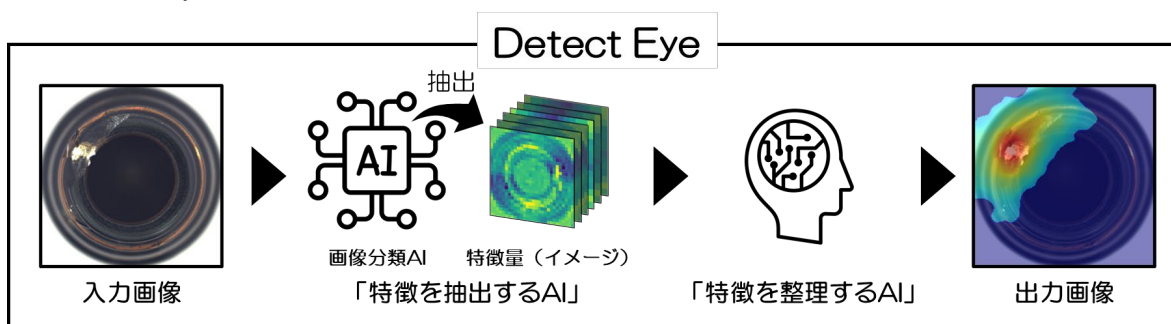 Detect Eye
抽出
AI
画像分類AI
特徴量（イメージ）
入力画像
「特徴を抽出するAI」
「特徴を整理するAI」
出力画像